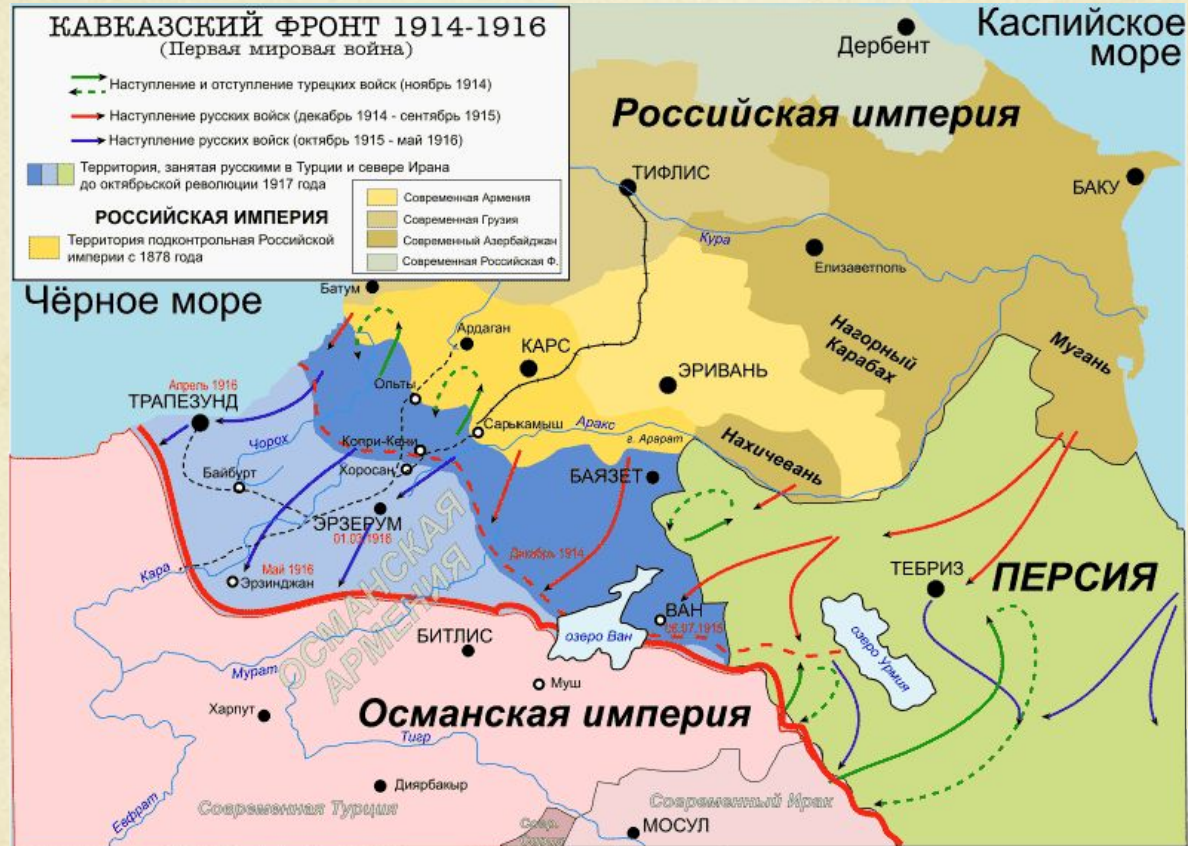 КАВКАЗСКИЙ ФРОНТ 1914-1916
(Первая мировая война)
Наступление и отступление турецких войск (ноябрь 1914)
Наступление русских войск (декабрь 1914 - сентябрь 1915)
Наступление русских войск (октябрь 1915 - май 1916)
Территория, занятая русскими в Турции и севере Ирана
до октябрьской революции 1917 года
РОССИЙСКАЯ ИМПЕРИЯ
Территория подконтрольная Российской
империи с 1878 года
Современная Армения
Современная Грузия
Современный Азербайджан
Современная Российская Ф.
Каспийское
море
Дербент
Российская империя
ТИФЛИС
БАКУ
Кура
Елизаветполь
Чёрное море
Батум
Ардаган
КАРС
Нагорный
Карабах
Мугань
ЭРИВАНЬ
Апрель 1916
ТРАПЕЗУНД
Ольты
Сарыкамыш
Аракс
г. Арарат
Нахичевань
Чорох
Копри-Кени
Хоросан
Байбурт
БАЯЗЕТ
ЭРЗЕРУМ
Декабрь 1914
ТЕБРИЗ
ПЕРСИЯ
Май 1916
Кара
Эрзинджан
ОСМАНСКАЯ
АРМЕНИЯ
ВАН
озеро Ван
озеро Урмия
БИТЛИС
Мурат
Муш
Харпут
Османская империя
Тигр
Диярбакыр
Евфрат
Современная Турция
Современный Ирак
МОСУЛ